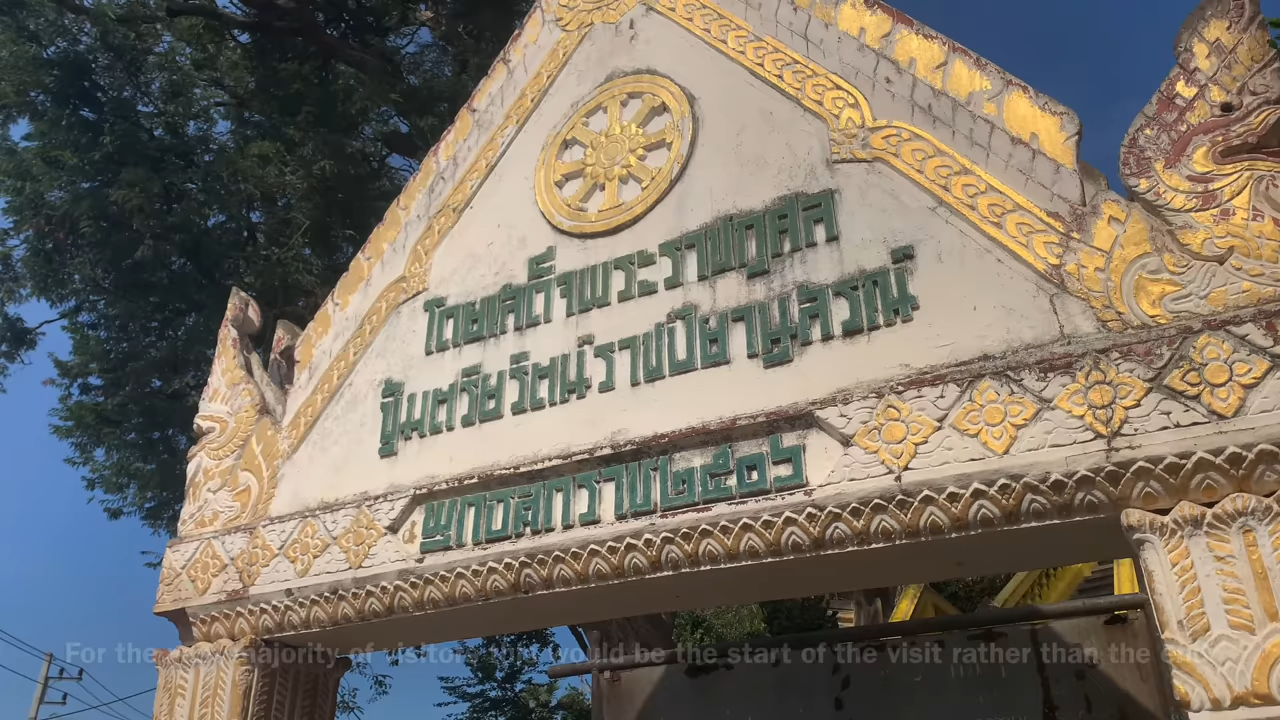 โดยเสด็จพระราชกุศล
ซุ้มตรียรัตน์ราชปิยานุสรณ์
พุทธศักราช๒๕๐๖
For the vast majority of visitors this would be the start of the visit rather than the end.